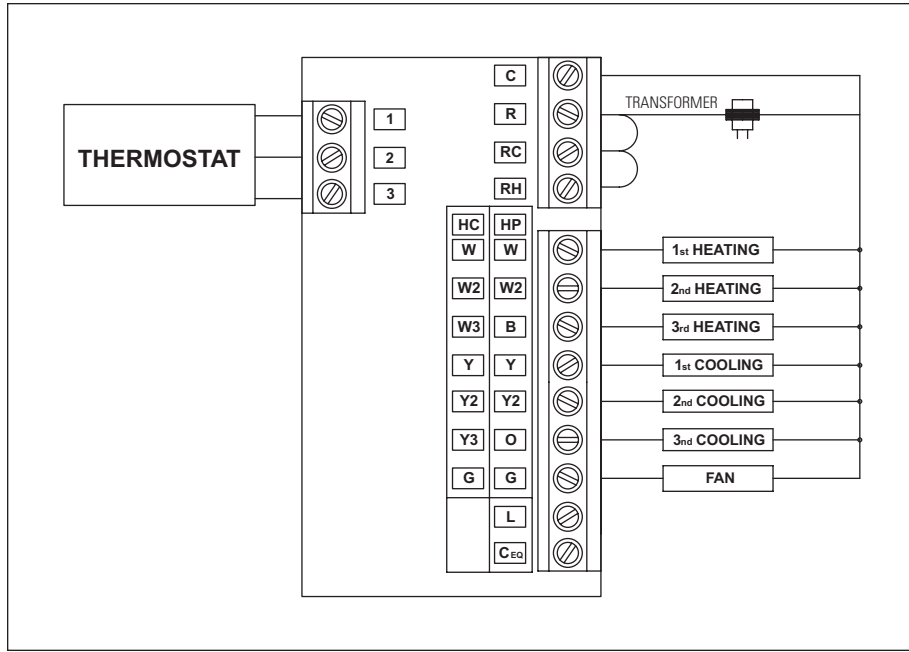 C
R
TRANSFORMER
1
RC
THERMOSTAT
2
3
RH
HC HP
W W 1st HEATING
W2 W2 2nd HEATING
W3 B 3rd HEATING
Y Y 1st COOLING
Y2 Y2 2nd COOLING
Y3 O 3nd COOLING
G G FAN
L
CEQ